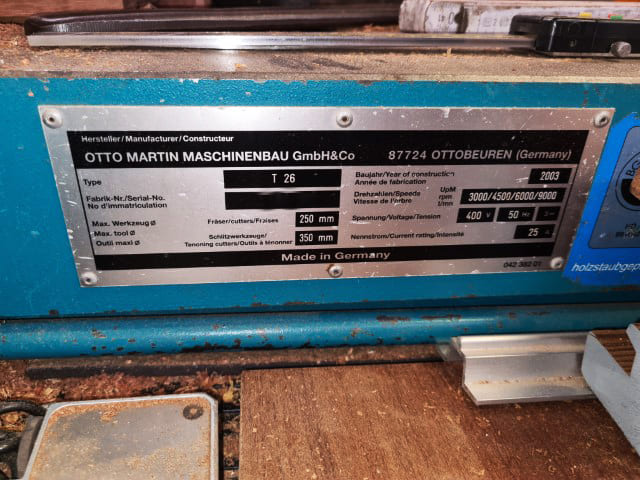 Hersteller/Manufacturer/Constructeur
OTTO MARTIN MASCHINENBAU GmbH&Co 87724 OTTOBEUREN (Germany)
Type T 26
Baujahr/Year of construction 2003
Année de fabrication
Fabrik-Nr./Serial-No.
No d'immatriculation
Drehzahlen/Speeds UpM
Vitesse de l'arbre rpm 3000/4500/6000/9000
t/mn
Max. Werkzeug ø Fräser/cutters/Fraises 250 mm
Max. tool ø
Outil maxi ø
Schlitzwerkzeuge/
Tenoning cutters/Outils à tenonner 350 mm
Spannung/Voltage/Tension 400 V 50 Hz
Nennstrom/Current rating/Intensité 25 A
Made in Germany
042 382 01
holzstaubgep